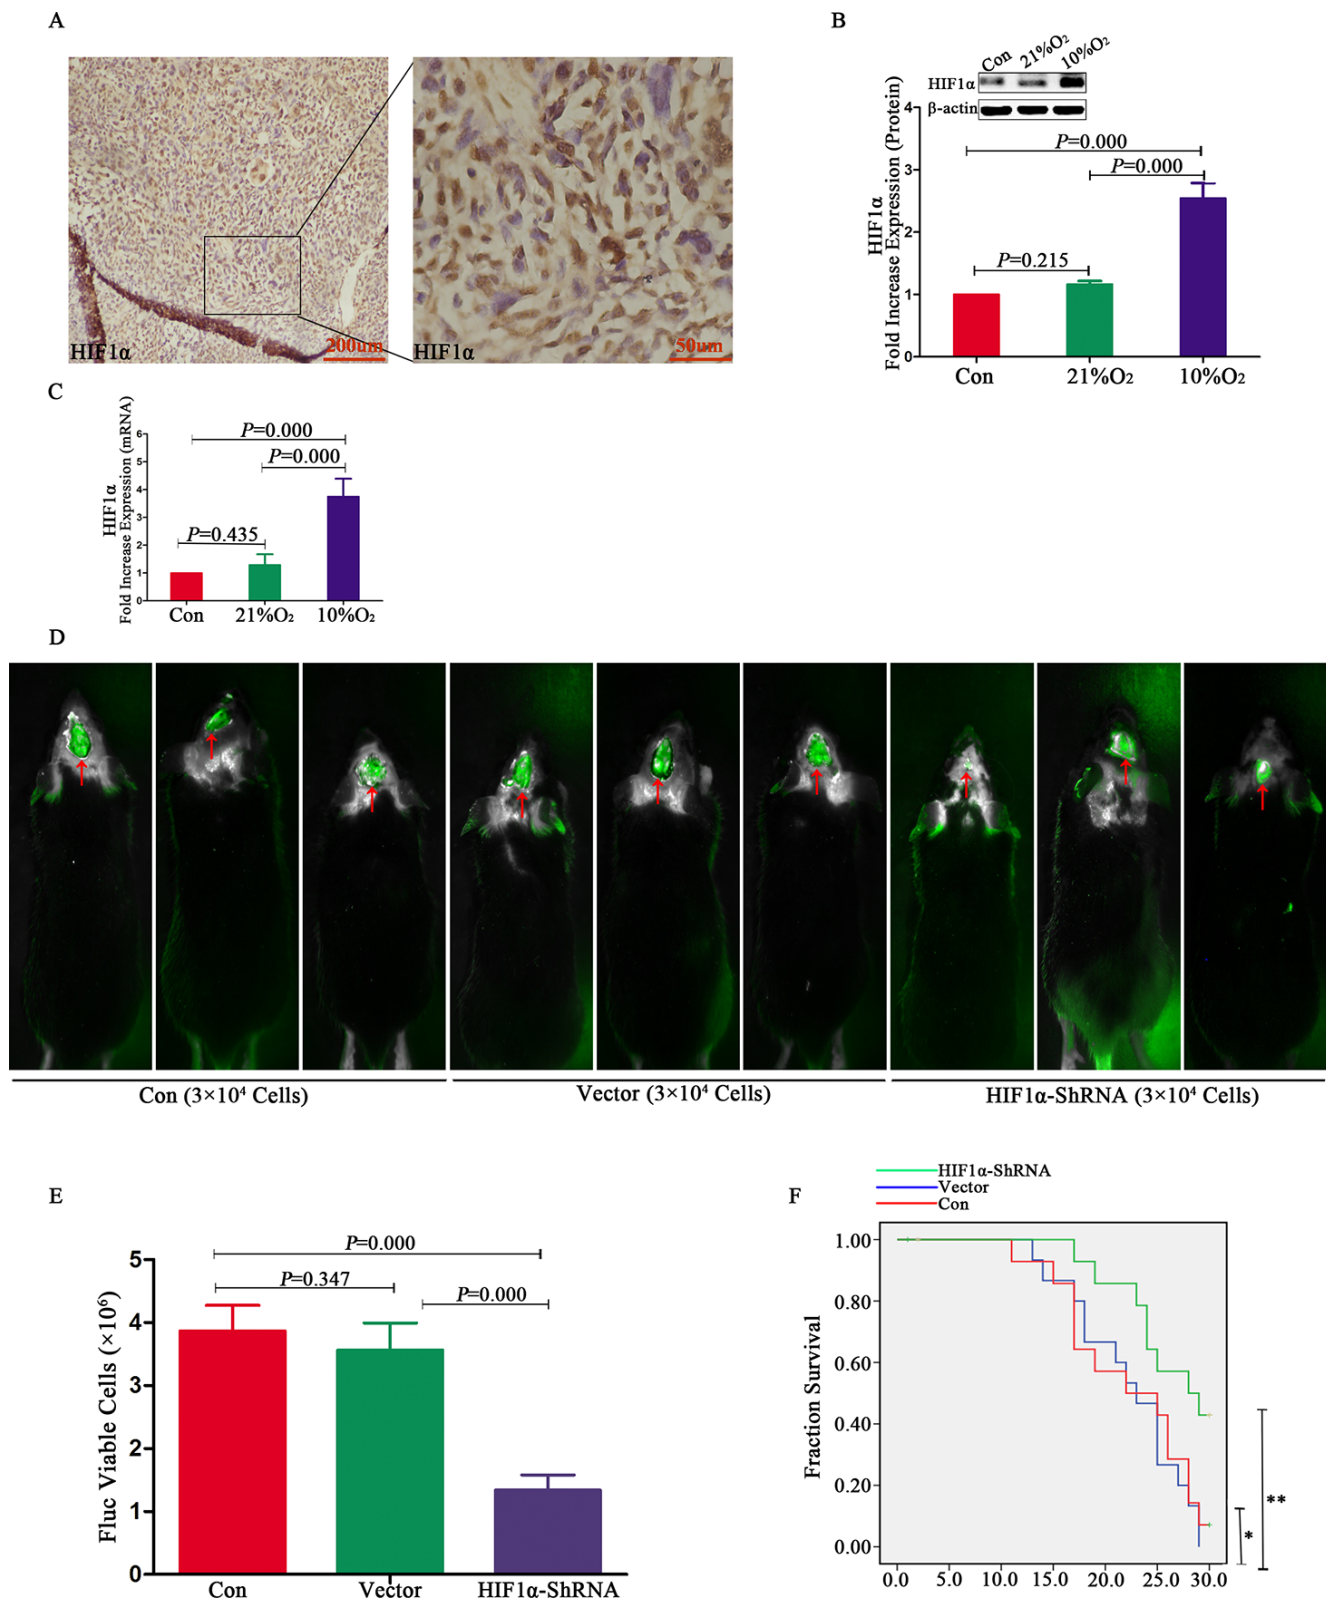 A
HIF1α
200um
HIF1α
50um
B
Con 21%O₂ 10%O₂
HIF1α
β-actin
HIF1α
Fold Increase Expression (Protein)
4
3
2
1
0
P=0.000
P=0.000
P=0.215
Con 21%O₂ 10%O₂
C
HIF1α
Fold Increase Expression (mRNA)
6
5
4
3
2
1
0
P=0.000
P=0.000
P=0.435
Con 21%O₂ 10%O₂
D
Con (3×10⁴ Cells) Vector (3×10⁴ Cells) HIF1α-ShRNA (3×10⁴ Cells)
E
Fluc Viable Cells (×10⁶)
5
4
3
2
1
0
P=0.000
P=0.347
P=0.000
Con Vector HIF1α-ShRNA
F
HIF1α-ShRNA
Vector
Con
Fraction Survival
1.00
0.80
0.60
0.40
0.20
0.00
0.0 5.0 10.0 15.0 20.0 25.0 30.0
*
**